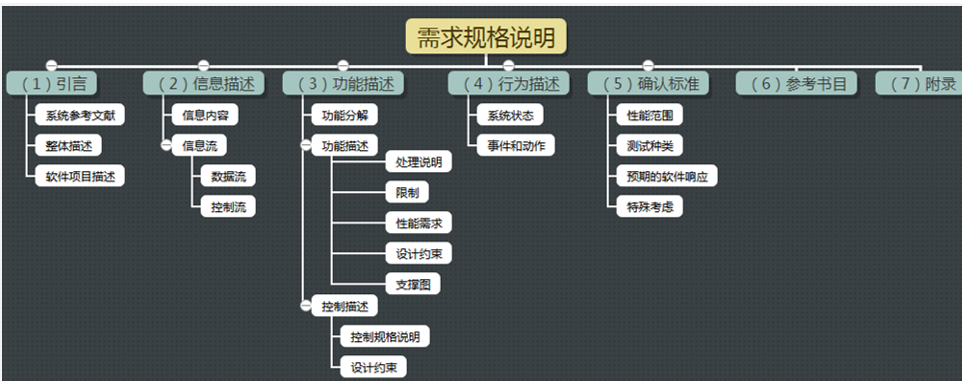 需求规格说明
（1）引言
系统参考文献
整体描述
软件项目描述
（2）信息描述
信息内容
信息流
数据流
控制流
（3）功能描述
功能分解
功能描述
处理说明
限制
性能需求
设计约束
支撑图
控制描述
控制规格说明
设计约束
（4）行为描述
系统状态
事件和动作
（5）确认标准
性能范围
测试种类
预期的软件响应
特殊考虑
（6）参考书目
（7）附录